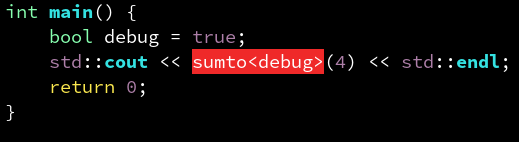 int main() {
    bool debug = true;
    std::cout << sumto<debug>(4) << std::endl;
    return 0;
}